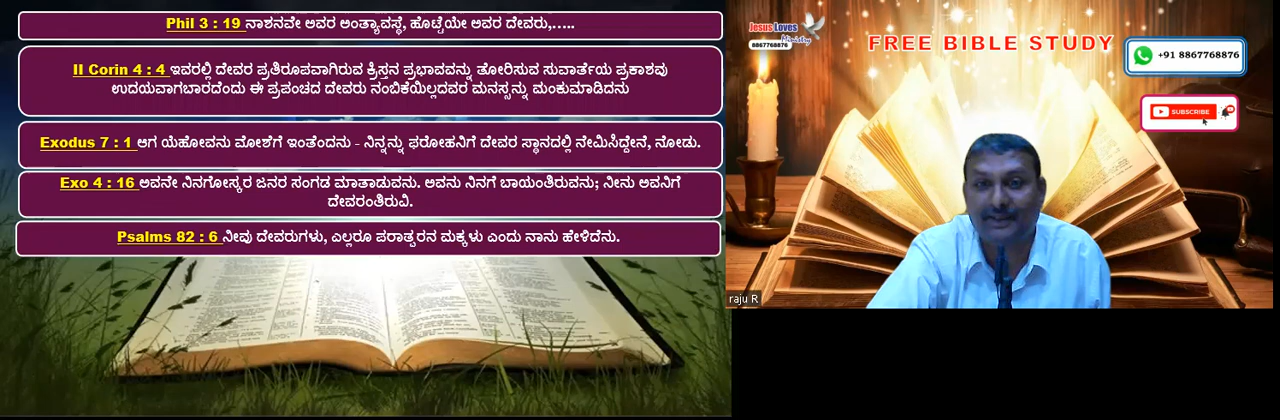 Phil 3 : 19 ನಾಶನವೇ ಅವರ ಅಂತ್ಯಾವಸ್ಥೆ, ಹೊಟ್ಟೆಯೇ ಅವರ ದೇವರು,.....
II Corin 4 : 4 ಇವರಲ್ಲಿ ದೇವರ ಪ್ರತಿರೂಪವಾಗಿರುವ ಕ್ರಿಸ್ತನ ಪ್ರಭಾವವನ್ನು ತೋರಿಸುವ ಸುವಾರ್ತೆಯ ಪ್ರಕಾಶವು
ಉದಯವಾಗಬಾರದೆಂದು ಈ ಪ್ರಪಂಚದ ದೇವರು ನಂಬಿಕೆಯಿಲ್ಲದವರ ಮನಸ್ಸನ್ನು ಮಂಕುಮಾಡಿದನು
Exodus 7 : 1 ಆಗ ಯೆಹೋವನು ಮೋಶೆಗೆ ಇಂತೆಂದನು - ನಿನ್ನನ್ನು ಫರೋಹನಿಗೆ ದೇವರ ಸ್ಥಾನದಲ್ಲಿ ನೇಮಿಸಿದ್ದೇನೆ, ನೋಡು.
Exo 4 : 16 ಅವನೇ ನಿನಗೋಸ್ಕರ ಜನರ ಸಂಗಡ ಮಾತಾಡುವನು. ಅವನು ನಿನಗೆ ಬಾಯಂತಿರುವನು; ನೀನು ಅವನಿಗೆ
ದೇವರಂತಿರುವಿ.
Psalms 82 : 6 ನೀವು ದೇವರುಗಳು, ಎಲ್ಲರೂ ಪರಾತ್ಪರನ ಮಕ್ಕಳು ಎಂದು ನಾನು ಹೇಳಿದೆನು.
Jesus Loves
Ministry
8867768876
FREE BIBLE STUDY
+91 8867768876
SUBSCRIBE
raju R